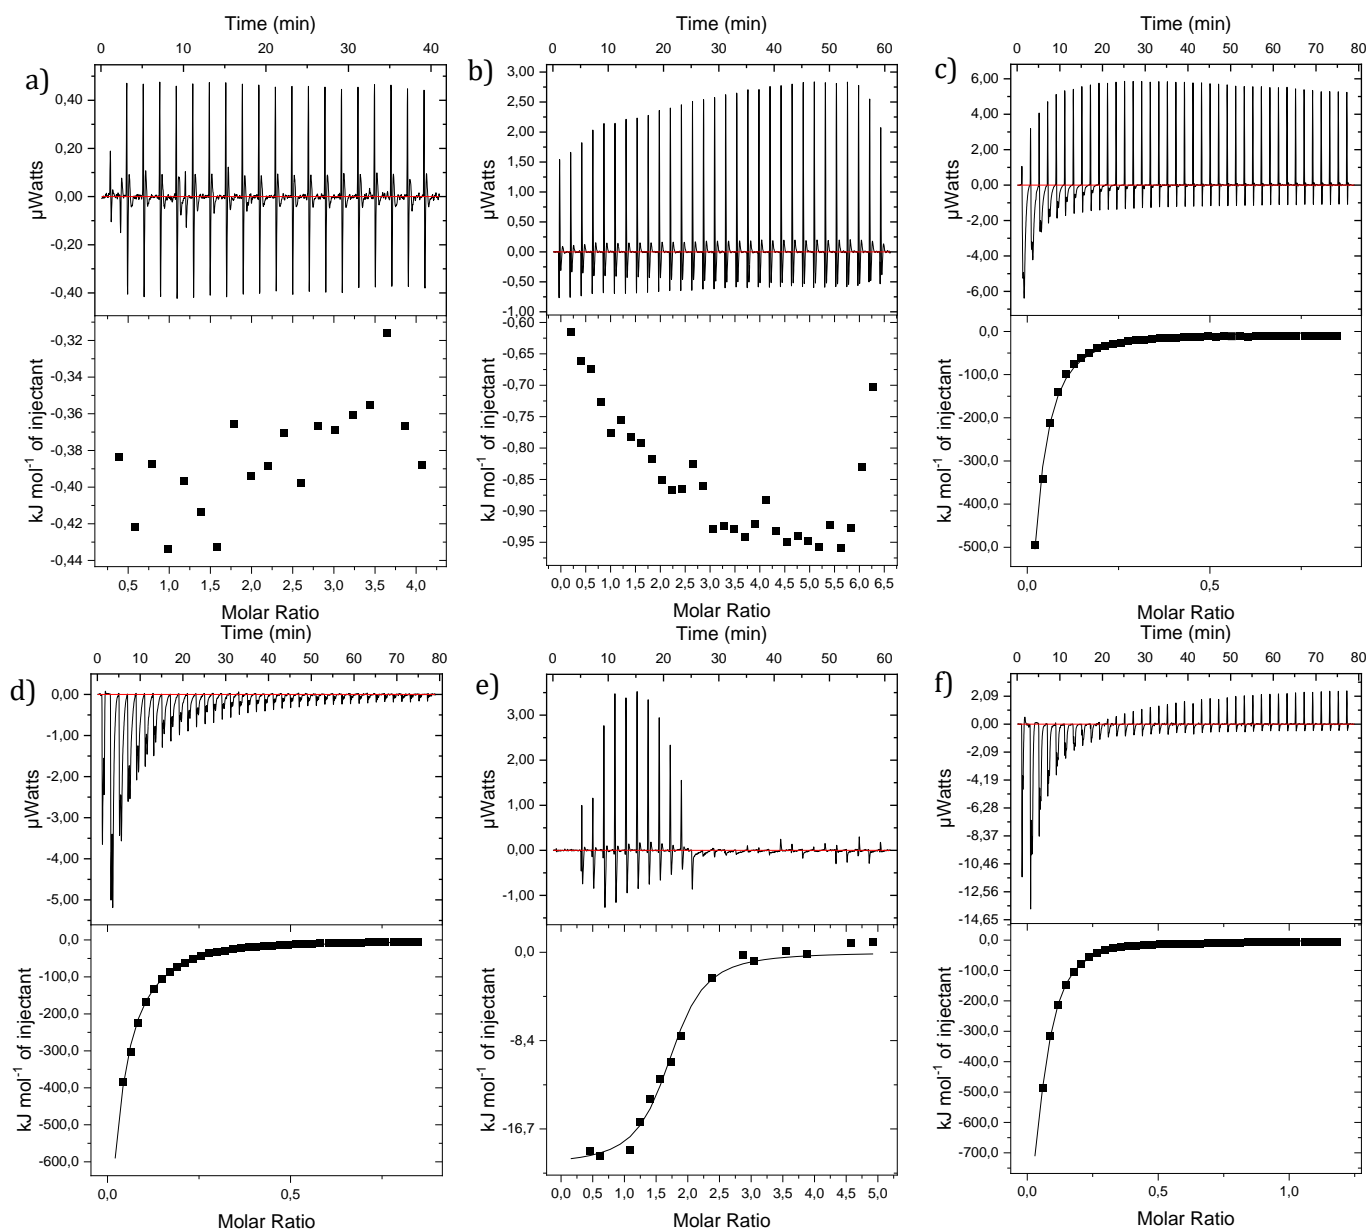 a)
Time (min)
0 10 20 30 40
0,40
0,20
0,00
-0,20
-0,40
µWatts
-0,32
-0,34
-0,36
-0,38
-0,40
-0,42
-0,44
kJ mol⁻¹ of injectant
0,5 1,0 1,5 2,0 2,5 3,0 3,5 4,0
Molar Ratio
b)
Time (min)
0 10 20 30 40 50 60
3,00
2,50
2,00
1,50
1,00
0,50
0,00
-0,50
-1,00
µWatts
-0,60
-0,65
-0,70
-0,75
-0,80
-0,85
-0,90
-0,95
kJ mol⁻¹ of injectant
0,0 0,5 1,0 1,5 2,0 2,5 3,0 3,5 4,0 4,5 5,0 5,5 6,0 6,5
Molar Ratio
c)
Time (min)
0 10 20 30 40 50 60 70 80
6,00
4,00
2,00
0,00
-2,00
-4,00
-6,00
µWatts
0,0
-100,0
-200,0
-300,0
-400,0
-500,0
kJ mol⁻¹ of injectant
0,0 0,5
Molar Ratio
d)
Time (min)
0 10 20 30 40 50 60 70 80
0,00
-1,00
-2,00
-3,00
-4,00
-5,00
µWatts
0,0
-100,0
-200,0
-300,0
-400,0
-500,0
-600,0
kJ mol⁻¹ of injectant
0,0 0,5
Molar Ratio
e)
Time (min)
0 10 20 30 40 50 60
3,00
2,00
1,00
0,00
-1,00
µWatts
0,0
-8,4
-16,7
kJ mol⁻¹ of injectant
0,0 0,5 1,0 1,5 2,0 2,5 3,0 3,5 4,0 4,5 5,0
Molar Ratio
f)
Time (min)
0 10 20 30 40 50 60 70 80
2,09
0,00
-2,09
-4,19
-6,28
-8,37
-10,46
-12,56
-14,65
µWatts
0,0
-100,0
-200,0
-300,0
-400,0
-500,0
-600,0
-700,0
kJ mol⁻¹ of injectant
0,0 0,5 1,0
Molar Ratio